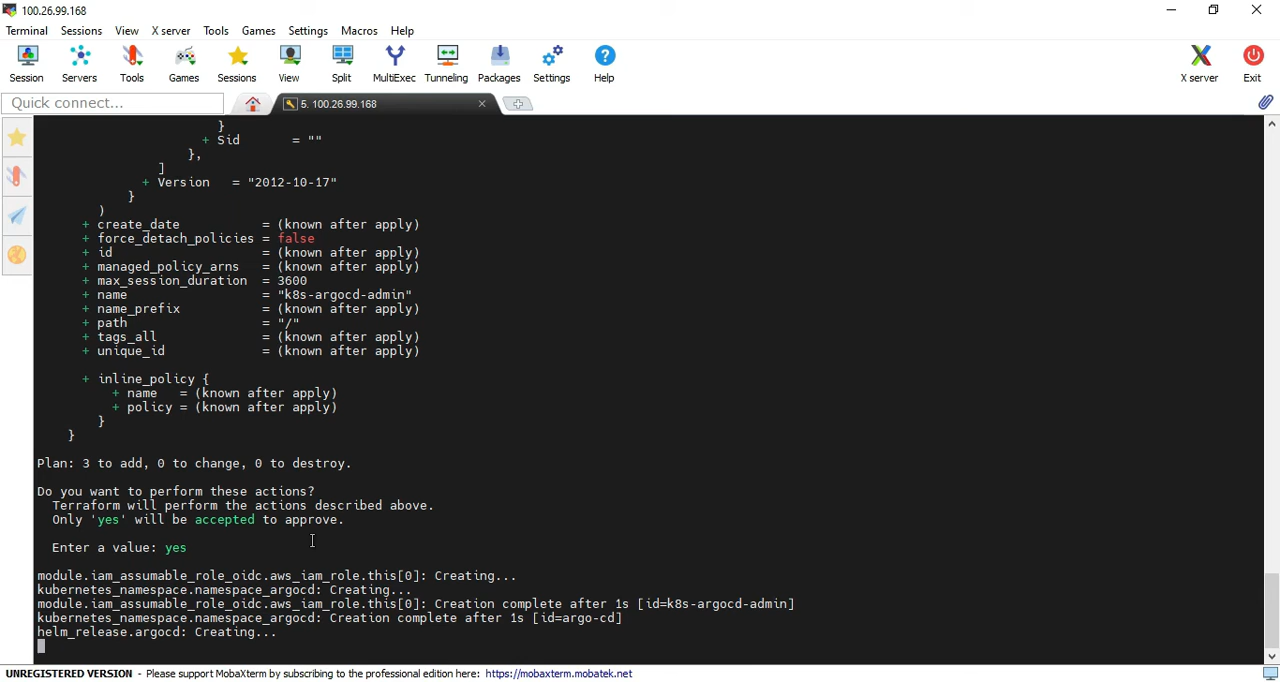 100.26.99.168
Terminal Sessions View X server Tools Games Settings Macros Help
Session Servers Tools Games Sessions View Split MultiExec Tunneling Packages Settings Help X server Exit
Quick connect... 5. 100.26.99.168
}
+ Sid = ""
},
]
+ Version = "2012-10-17"
}
)
+ create_date = (known after apply)
+ force_detach_policies = false
+ id = (known after apply)
+ managed_policy_arns = (known after apply)
+ max_session_duration = 3600
+ name = "k8s-argocd-admin"
+ name_prefix = (known after apply)
+ path = "/"
+ tags_all = (known after apply)
+ unique_id = (known after apply)
+ inline_policy {
+ name = (known after apply)
+ policy = (known after apply)
}
}
Plan: 3 to add, 0 to change, 0 to destroy.
Do you want to perform these actions?
Terraform will perform the actions described above.
Only 'yes' will be accepted to approve.
Enter a value: yes
module.iam_assumable_role_oidc.aws_iam_role.this[0]: Creating...
kubernetes_namespace.namespace_argocd: Creating...
module.iam_assumable_role_oidc.aws_iam_role.this[0]: Creation complete after 1s [id=k8s-argocd-admin]
kubernetes_namespace.namespace_argocd: Creation complete after 1s [id=argo-cd]
helm_release.argocd: Creating...
UNREGISTERED VERSION - Please support MobaXterm by subscribing to the professional edition here: https://mobaxterm.mobatek.net